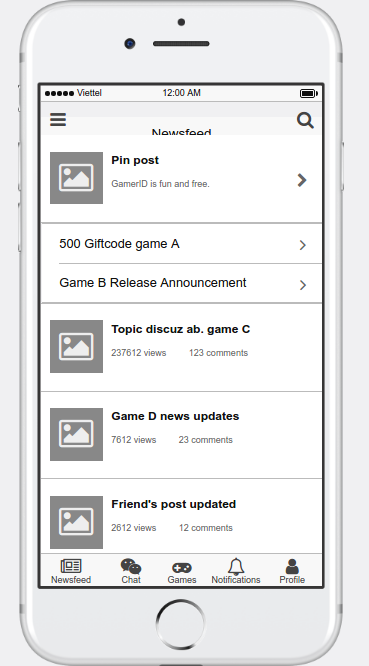 Viettel 12:00 AM
Newsfeed
Pin post
GamerID is fun and free.
500 Giftcode game A
Game B Release Announcement
Topic discuz ab. game C
237612 views 123 comments
Game D news updates
7612 views 23 comments
Friend's post updated
2612 views 12 comments
Newsfeed Chat Games Notifications Profile